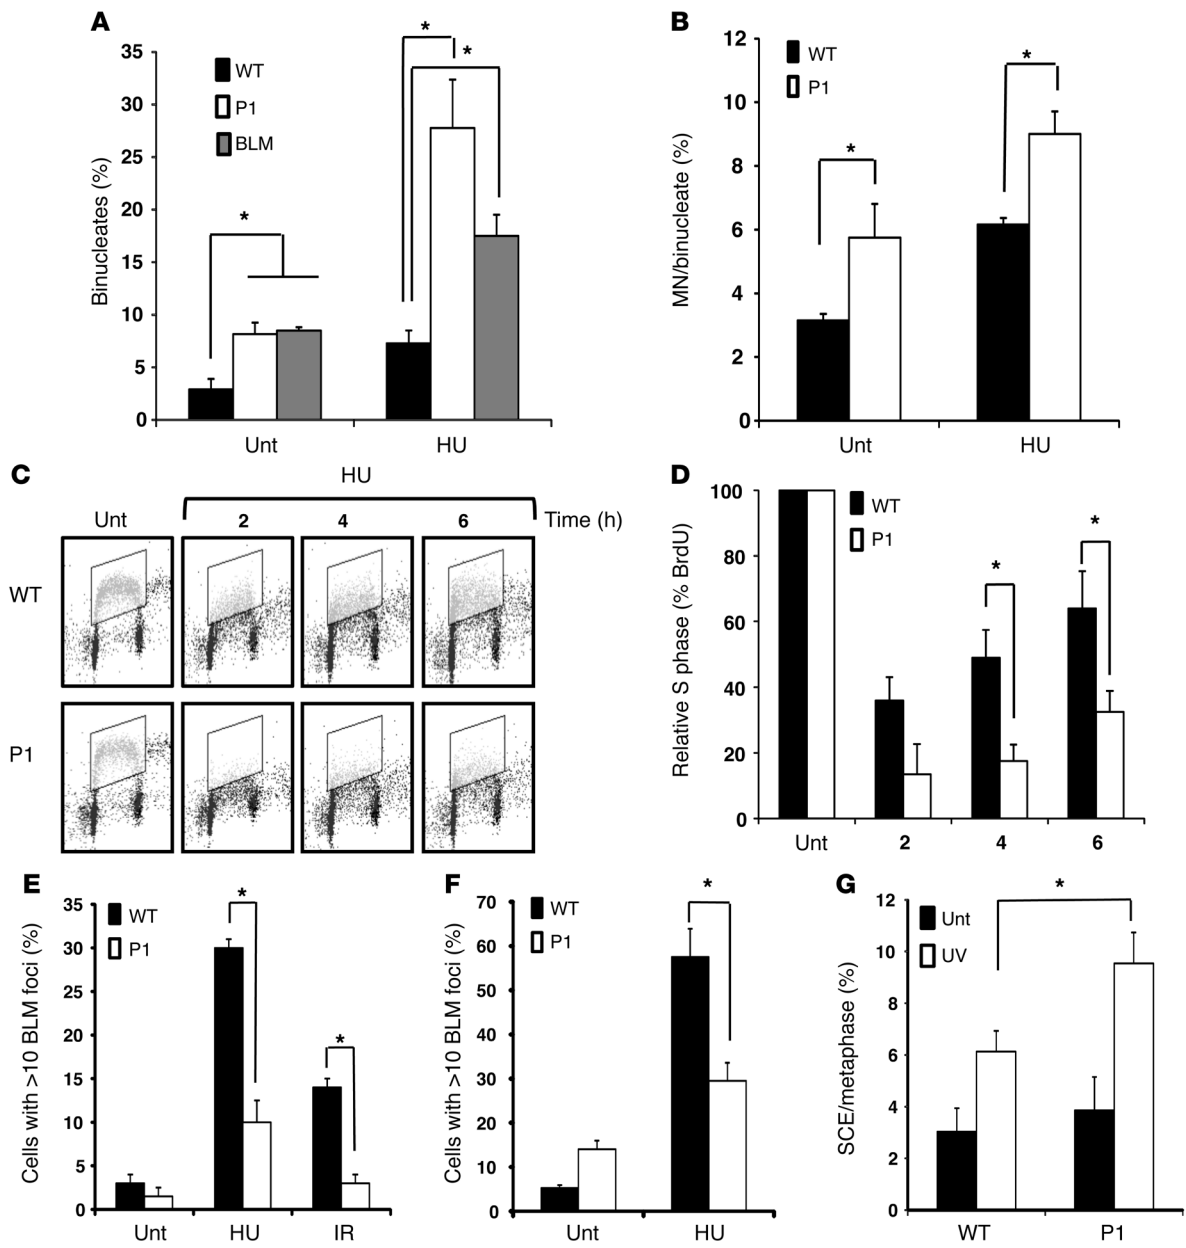 A
Binucleates (%)
35
30
25
20
15
10
5
0
WT
P1
BLM
*
*
*
Unt
HU
B
MN/binucleate (%)
12
10
8
6
4
2
0
WT
P1
*
*
Unt
HU
C
HU
Unt
2
4
6
Time (h)
WT
P1
D
Relative S phase (% BrdU)
100
80
60
40
20
0
WT
P1
*
*
Unt
2
4
6
E
Cells with >10 BLM foci (%)
35
30
25
20
15
10
5
0
WT
P1
*
*
Unt
HU
IR
F
Cells with >10 BLM foci (%)
70
60
50
40
30
20
10
0
WT
P1
*
Unt
HU
G
SCE/metaphase (%)
12
10
8
6
4
2
0
Unt
UV
*
WT
P1